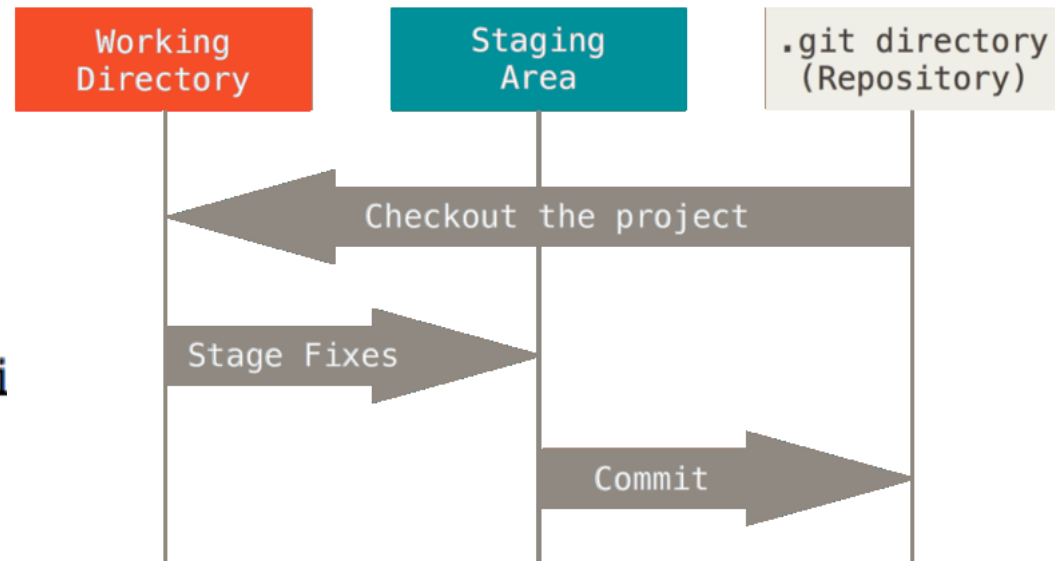 Working
Directory
Staging
Area
.git directory
(Repository)
Checkout the project
Stage Fixes
i
Commit